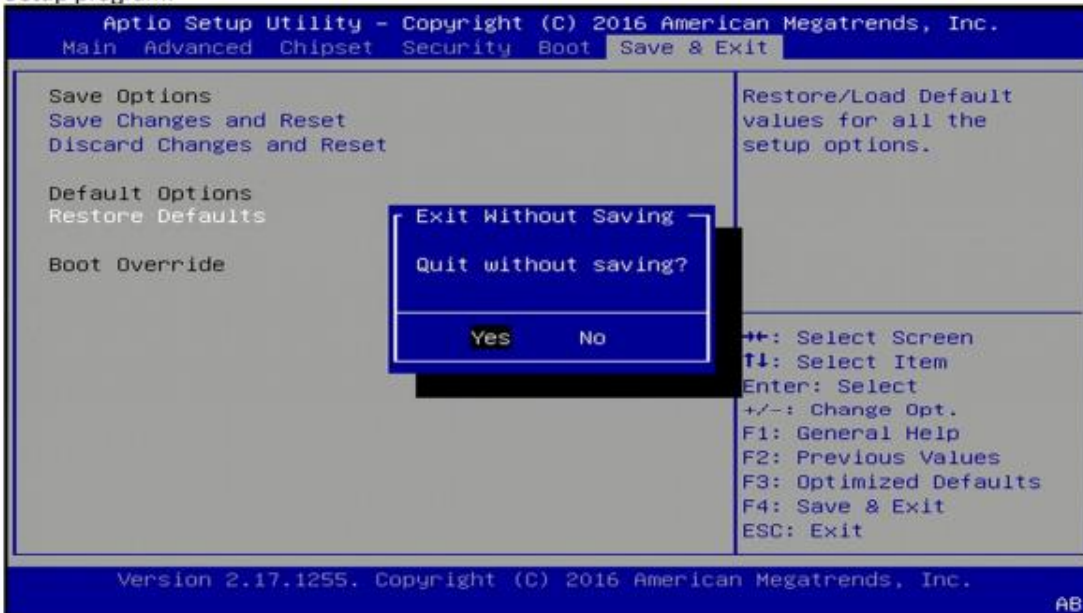 Aptio Setup Utility – Copyright (C) 2016 American Megatrends, Inc.
Main Advanced Chipset Security Boot Save & Exit
Save Options
Save Changes and Reset
Discard Changes and Reset
Default Options
Restore Defaults
Boot Override
Exit Without Saving
Quit without saving?
Yes No
Restore/Load Default
values for all the
setup options.
→←: Select Screen
↑↓: Select Item
Enter: Select
+/-: Change Opt.
F1: General Help
F2: Previous Values
F3: Optimized Defaults
F4: Save & Exit
ESC: Exit
Version 2.17.1255. Copyright (C) 2016 American Megatrends, Inc.
AB